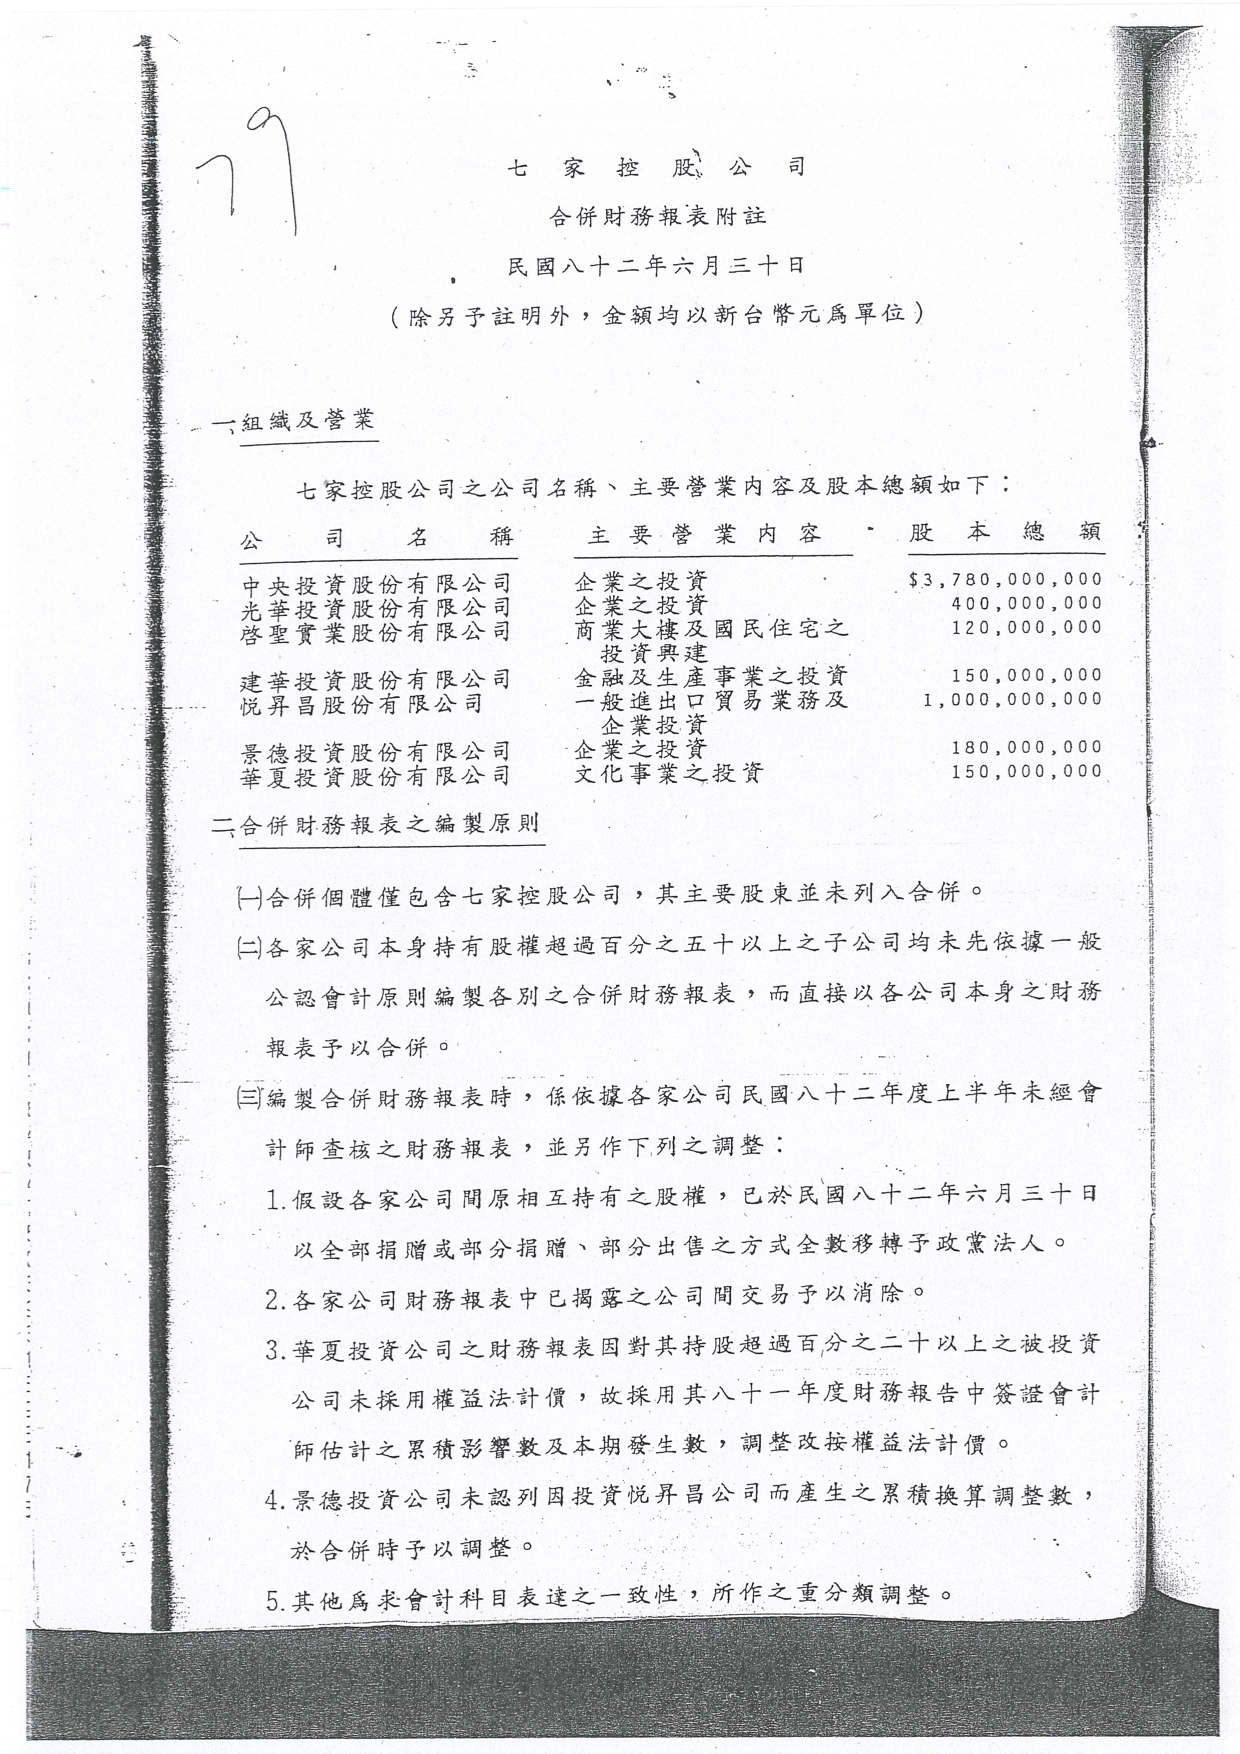 79
七家控股公司
合併財務報表附註
民國八十二年六月三十日
（除另予註明外，金額均以新台幣元為單位）
一、組織及營業
七家控股公司之公司名稱、主要營業內容及股本總額如下：
公司名稱 主要營業內容 股本總額
中央投資股份有限公司 企業之投資 $3,780,000,000
光華投資股份有限公司 企業之投資 400,000,000
啓聖實業股份有限公司 商業大樓及國民住宅之 120,000,000
投資興建
建華投資股份有限公司 金融及生產事業之投資 150,000,000
悦昇昌股份有限公司 一般進出口貿易業務及 1,000,000,000
企業投資
景德投資股份有限公司 企業之投資 180,000,000
華夏投資股份有限公司 文化事業之投資 150,000,000
二、合併財務報表之編製原則
㈠合併個體僅包含七家控股公司，其主要股東並未列入合併。
㈡各家公司本身持有股權超過百分之五十以上之子公司均未先依據一般
公認會計原則編製各別之合併財務報表，而直接以各公司本身之財務
報表予以合併。
㈢編製合併財務報表時，係依據各家公司民國八十二年度上半年未經會
計師查核之財務報表，並另作下列之調整：
1.假設各家公司間原相互持有之股權，已於民國八十二年六月三十日
以全部捐贈或部分捐贈、部分出售之方式全數移轉予政黨法人。
2.各家公司財務報表中已揭露之公司間交易予以消除。
3.華夏投資公司之財務報表因對其持股超過百分之二十以上之被投資
公司未採用權益法計價，故採用其八十一年度財務報告中簽證會計
師估計之累積影響數及本期發生數，調整改按權益法計價。
4.景德投資公司未認列因投資悦昇昌公司而產生之累積換算調整數，
於合併時予以調整。
5.其他為求會計科目表達之一致性，所作之重分類調整。